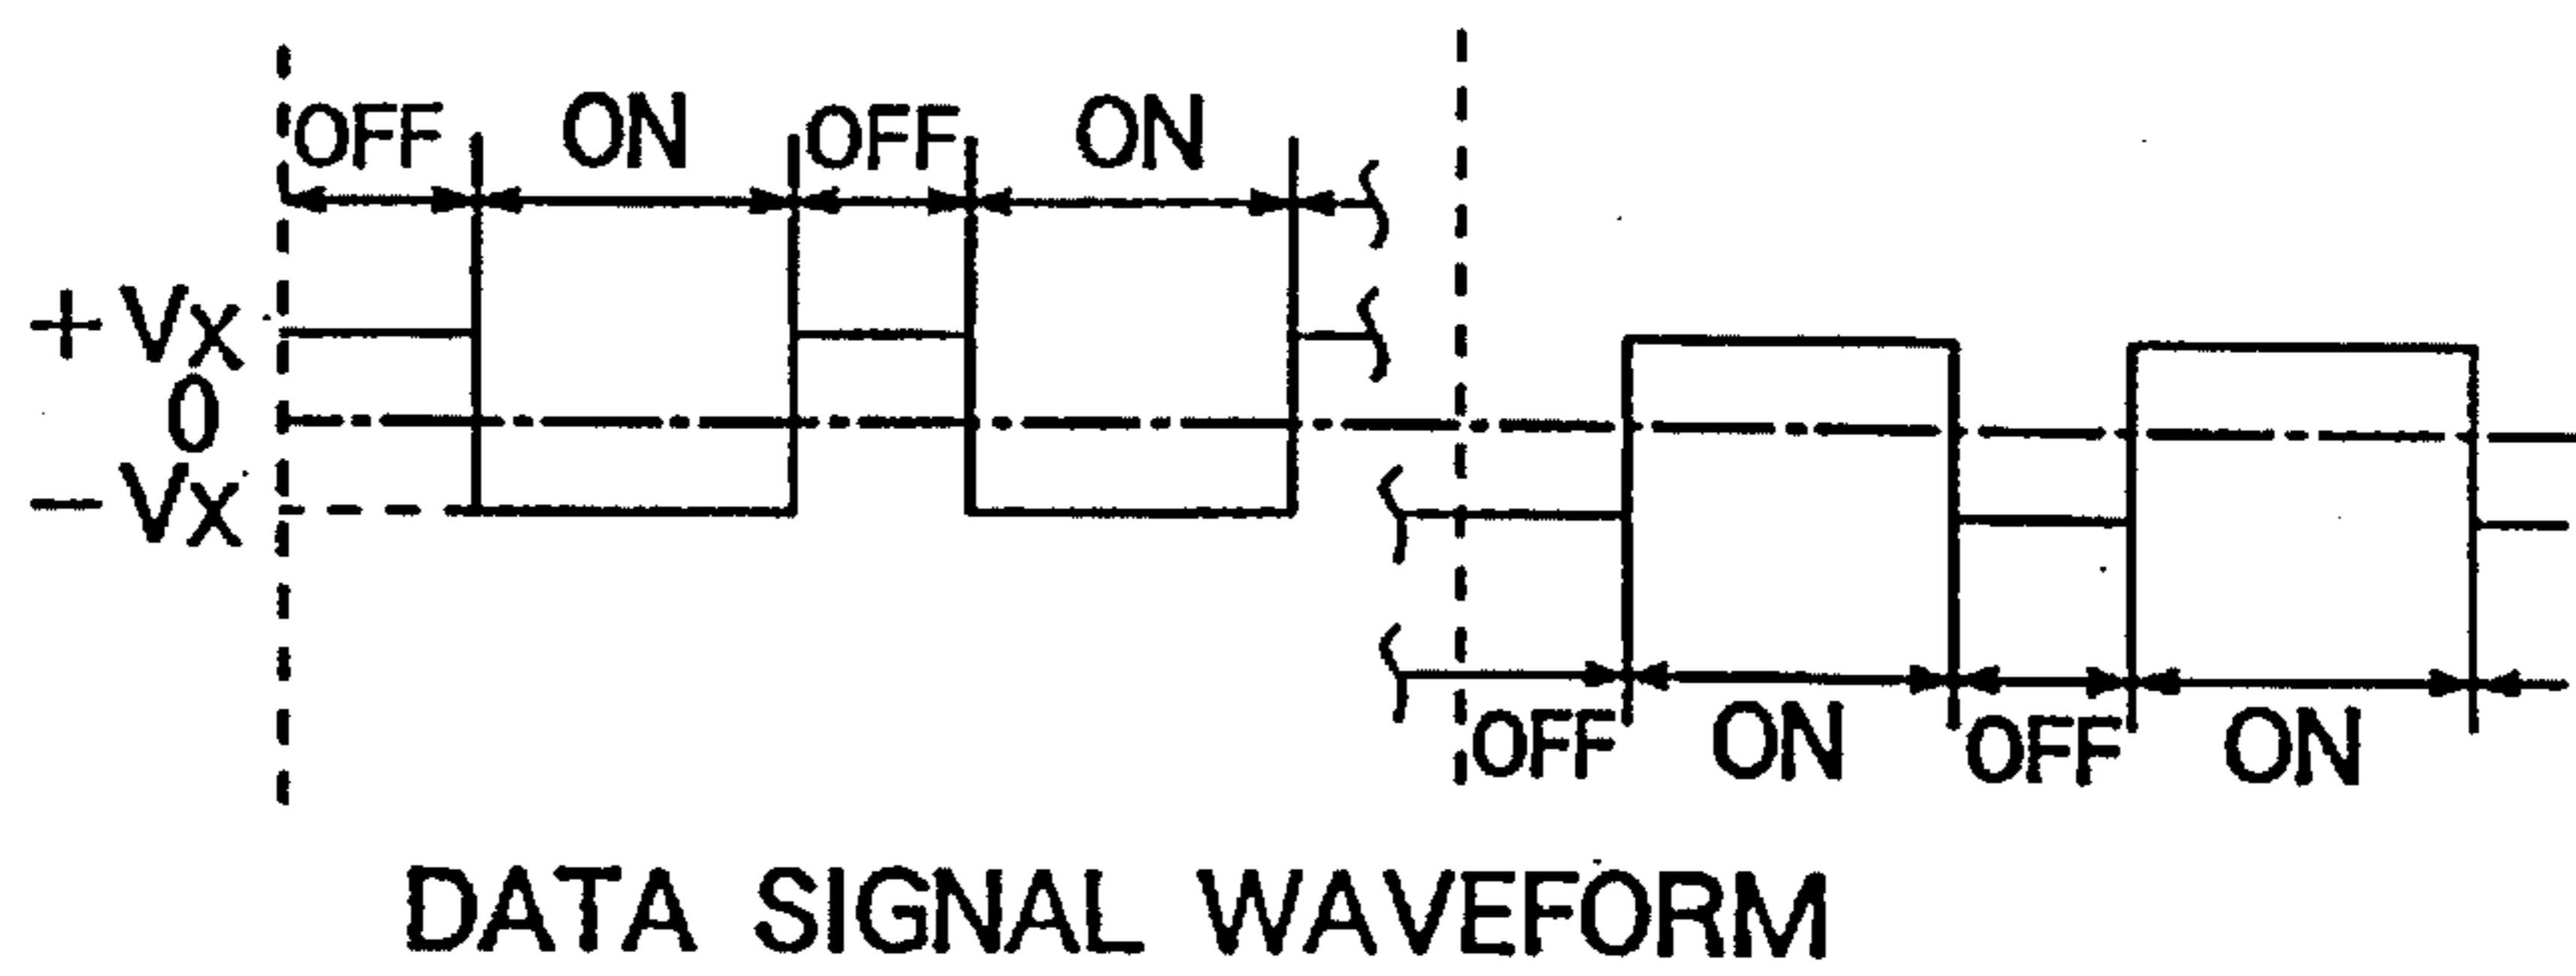 OFF ON OFF ON
+Vx
0
-Vx
OFF ON OFF ON
DATA SIGNAL WAVEFORM